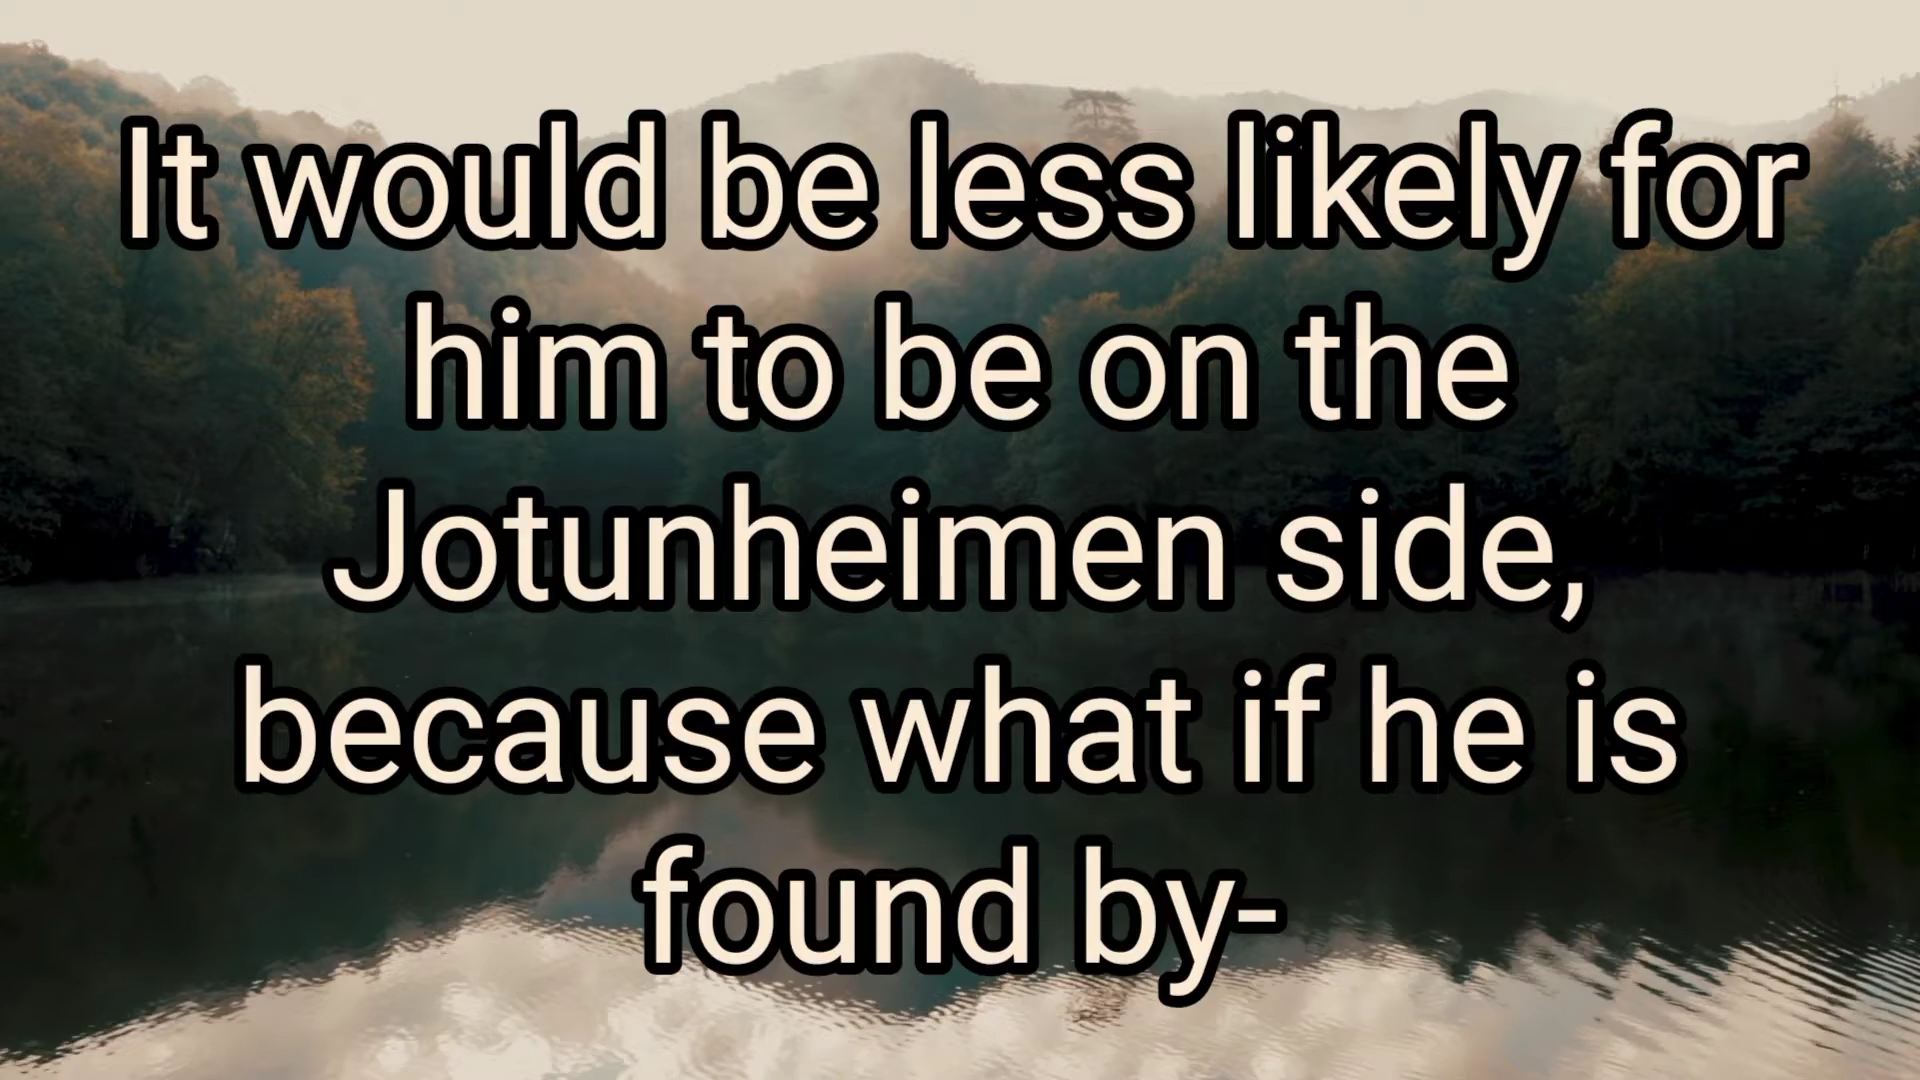 It would be less likely for
him to be on the
Jotunheimen side,
because what if he is
found by-